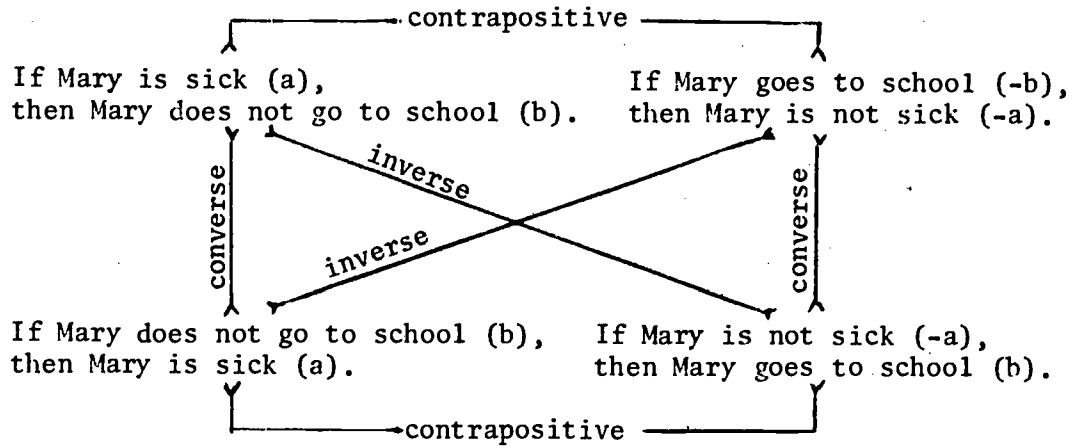 contrapositive
If Mary is sick (a),
then Mary does not go to school (b).
If Mary goes to school (-b),
then Mary is not sick (-a).
inverse
inverse
converse
converse
If Mary does not go to school (b),
then Mary is sick (a).
If Mary is not sick (-a),
then Mary goes to school (b).
contrapositive